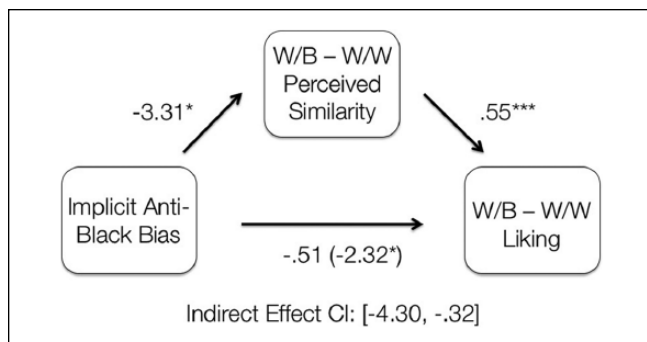 W/B – W/W
Perceived
Similarity
-3.31*
.55***
Implicit Anti-
Black Bias
W/B – W/W
Liking
-.51 (-2.32*)
Indirect Effect CI: [-4.30, -.32]